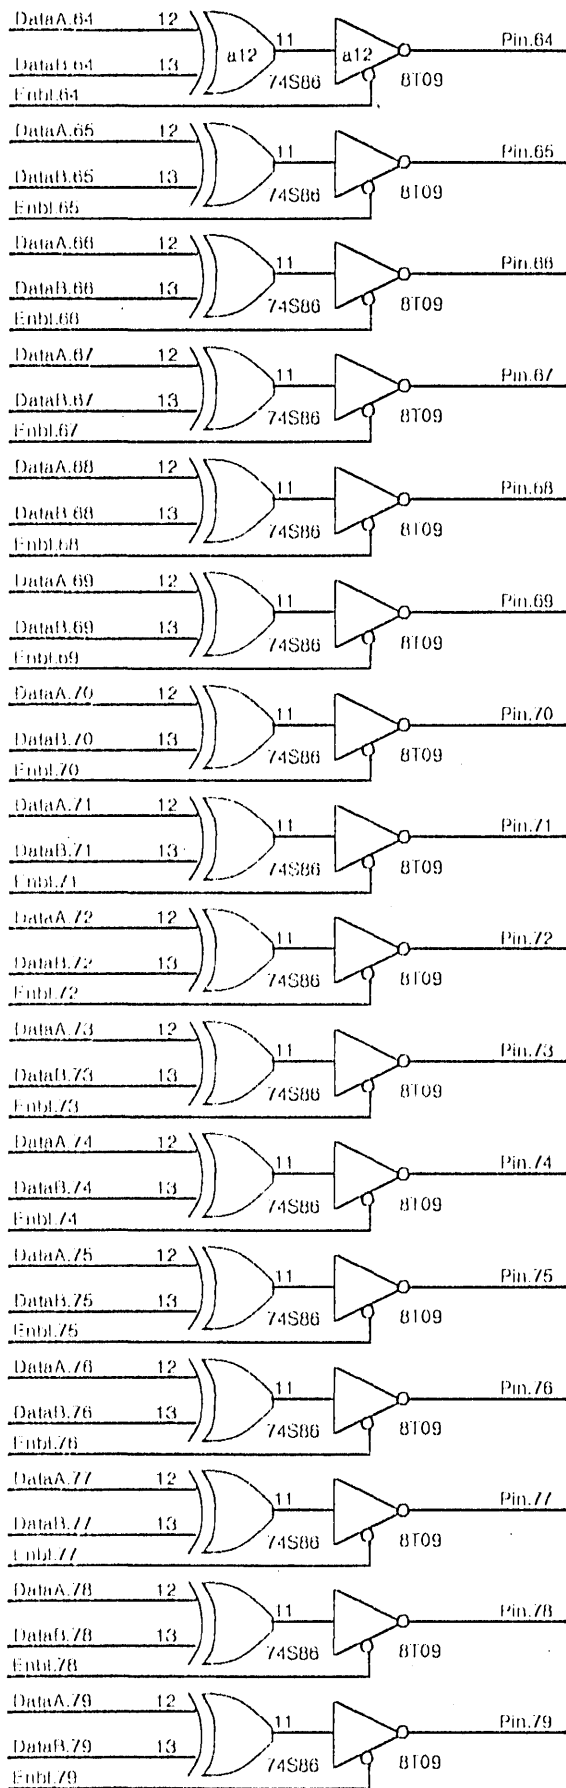 DataA.64 12 11 Pin.64
a12 a12
DataB.64 13 74S86 8T09
Enbl.64
DataA.65 12 11 Pin.65
DataB.65 13 74S86 8T09
Enbl.65
DataA.66 12 11 Pin.66
DataB.66 13 74S86 8T09
Enbl.66
DataA.67 12 11 Pin.67
DataB.67 13 74S86 8T09
Enbl.67
DataA.68 12 11 Pin.68
DataB.68 13 74S86 8T09
Enbl.68
DataA.69 12 11 Pin.69
DataB.69 13 74S86 8T09
Enbl.69
DataA.70 12 11 Pin.70
DataB.70 13 74S86 8T09
Enbl.70
DataA.71 12 11 Pin.71
DataB.71 13 74S86 8T09
Enbl.71
DataA.72 12 11 Pin.72
DataB.72 13 74S86 8T09
Enbl.72
DataA.73 12 11 Pin.73
DataB.73 13 74S86 8T09
Enbl.73
DataA.74 12 11 Pin.74
DataB.74 13 74S86 8T09
Enbl.74
DataA.75 12 11 Pin.75
DataB.75 13 74S86 8T09
Enbl.75
DataA.76 12 11 Pin.76
DataB.76 13 74S86 8T09
Enbl.76
DataA.77 12 11 Pin.77
DataB.77 13 74S86 8T09
Enbl.77
DataA.78 12 11 Pin.78
DataB.78 13 74S86 8T09
Enbl.78
DataA.79 12 11 Pin.79
DataB.79 13 74S86 8T09
Enbl.79